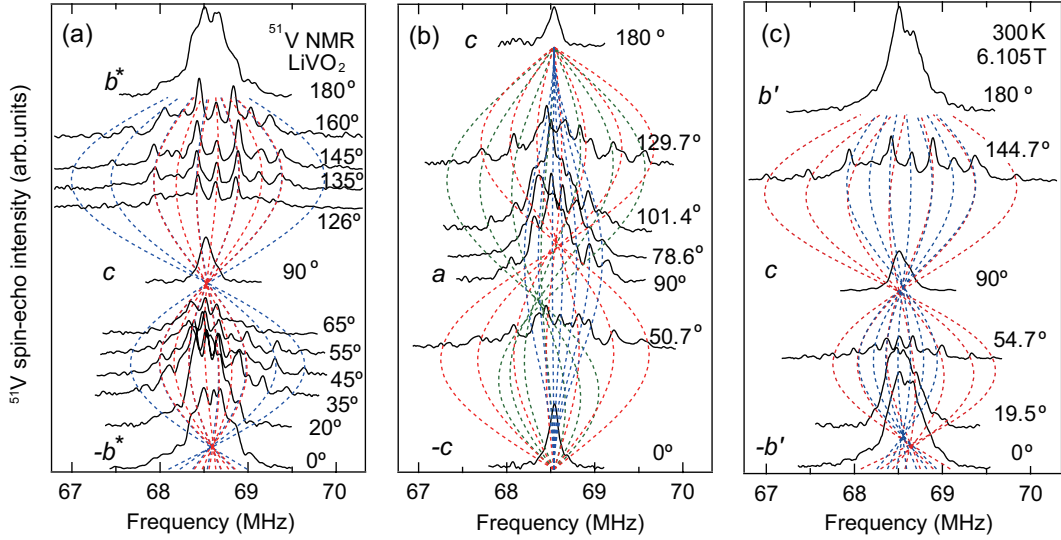 ⁵¹V spin-echo intensity (arb.units)
(a)
⁵¹V NMR
LiVO₂
b*
180°
160°
145°
135°
126°
c
90°
65°
55°
45°
35°
20°
-b*
0°
67 68 69 70
Frequency (MHz)
(b)
c
180°
129.7°
101.4°
78.6°
a
90°
50.7°
-c
0°
67 68 69 70
Frequency (MHz)
(c)
300K
6.105T
b′
180°
144.7°
c
90°
54.7°
19.5°
-b′
0°
67 68 69 70
Frequency (MHz)